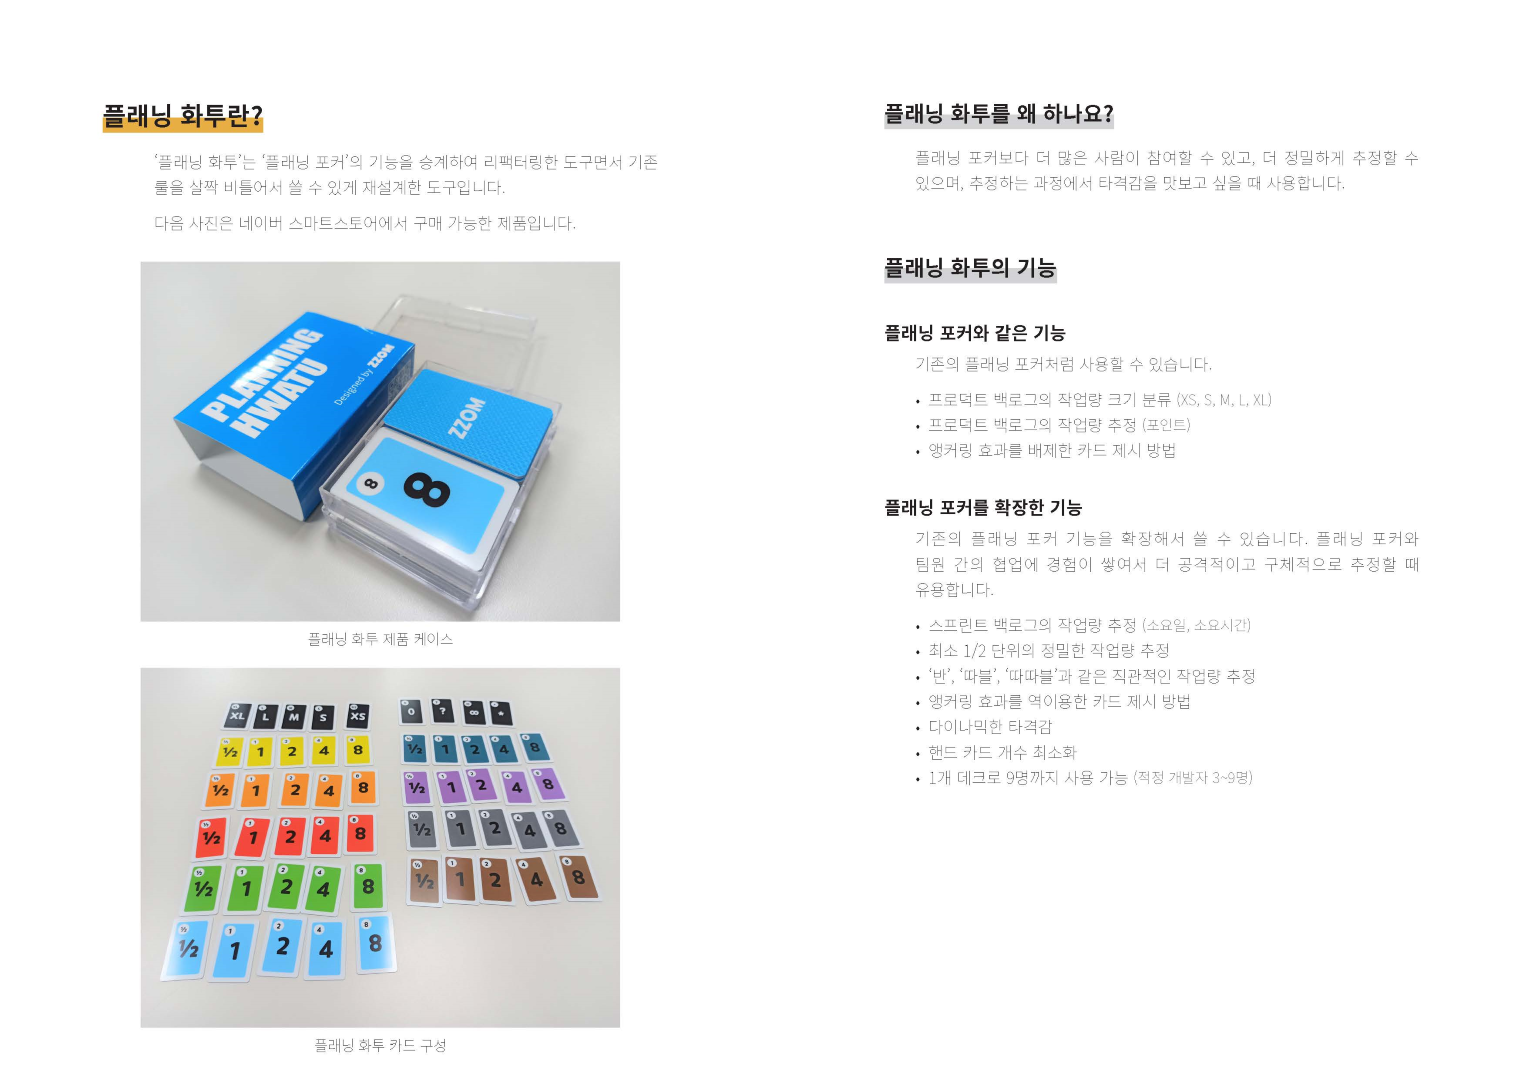 플래닝 화투란?
‘플래닝 화투’는 ‘플래닝 포커’의 기능을 승계하여 리팩터링한 도구면서 기존
룰을 살짝 비틀어서 쓸 수 있게 재설계한 도구입니다.
다음 사진은 네이버 스마트스토어에서 구매 가능한 제품입니다.
PLANNING
HWATU
Designed by ZZOM
ZZOM
8
8
플래닝 화투 제품 케이스
XL L M S XS 0 ? ∞ *
½ 1 2 4 8 ½ 1 2 4 8
½ 1 2 4 8 ½ 1 2 4 8
½ 1 2 4 8 ½ 1 2 4 8
½ 1 2 4 8 ½ 1 2 4 8
½ 1 2 4 8
플래닝 화투 카드 구성
플래닝 화투를 왜 하나요?
플래닝 포커보다 더 많은 사람이 참여할 수 있고, 더 정밀하게 추정할 수
있으며, 추정하는 과정에서 타격감을 맛보고 싶을 때 사용합니다.
플래닝 화투의 기능
플래닝 포커와 같은 기능
기존의 플래닝 포커처럼 사용할 수 있습니다.
• 프로덕트 백로그의 작업량 크기 분류 (XS, S, M, L, XL)
• 프로덕트 백로그의 작업량 추정 (포인트)
• 앵커링 효과를 배제한 카드 제시 방법
플래닝 포커를 확장한 기능
기존의 플래닝 포커 기능을 확장해서 쓸 수 있습니다. 플래닝 포커와
팀원 간의 협업에 경험이 쌓여서 더 공격적이고 구체적으로 추정할 때
유용합니다.
• 스프린트 백로그의 작업량 추정 (소요일, 소요시간)
• 최소 1/2 단위의 정밀한 작업량 추정
• ‘반’, ‘따블’, ‘따따블’과 같은 직관적인 작업량 추정
• 앵커링 효과를 역이용한 카드 제시 방법
• 다이나믹한 타격감
• 핸드 카드 개수 최소화
• 1개 데크로 9명까지 사용 가능 (적정 개발자 3~9명)